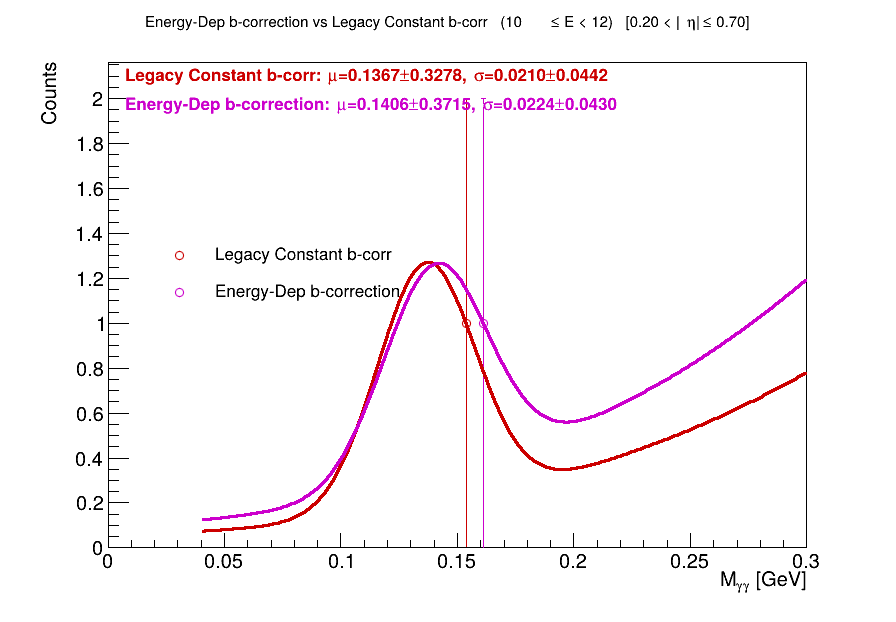 Energy-Dep b-correction vs Legacy Constant b-corr (10 ≤ E < 12) [0.20 < | η| ≤ 0.70]
Counts
Legacy Constant b-corr: μ=0.1367±0.3278, σ=0.0210±0.0442
Energy-Dep b-correction: μ=0.1406±0.3715, σ=0.0224±0.0430
2
1.8
1.6
1.4
1.2
1
0.8
0.6
0.4
0.2
0
Legacy Constant b-corr
Energy-Dep b-correction
0 0.05 0.1 0.15 0.2 0.25 0.3
Mγγ [GeV]